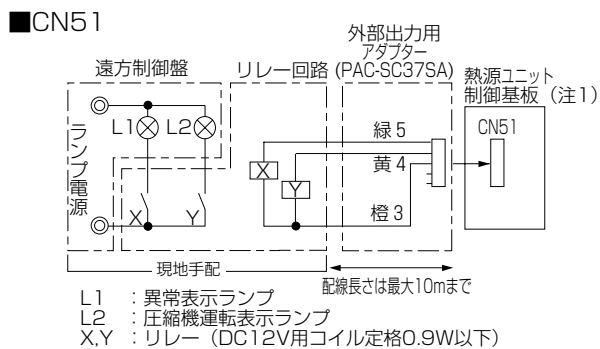 ■CN51
外部出力用
アダプター
(PAC-SC37SA)
遠方制御盤
リレー回路
熱源ユニット
制御基板（注1）
ランプ電源
L1
L2
X
Y
X
Y
緑 5
黄 4
橙 3
CN51
現地手配
配線長さは最大10mまで
L1 ：異常表示ランプ
L2 ：圧縮機運転表示ランプ
X,Y ：リレー（DC12V用コイル定格0.9W以下）